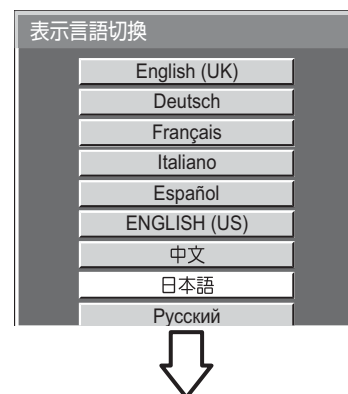 表示言語切換
English (UK)
Deutsch
Français
Italiano
Español
ENGLISH (US)
中文
日本語
Русский